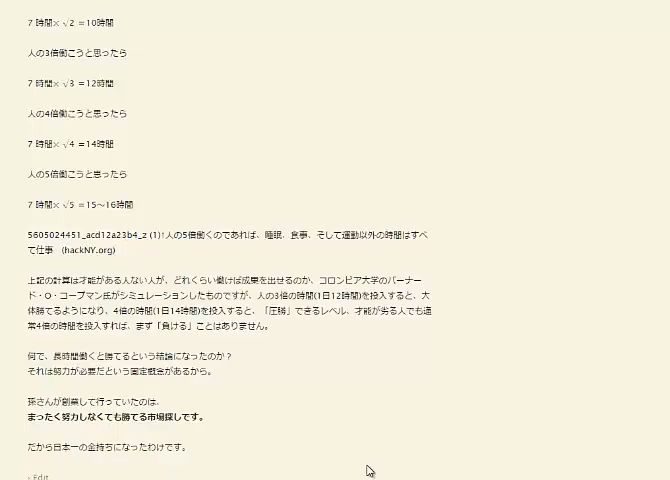 7 時間× √2 =10時間
人の3倍働こうと思ったら
7 時間× √3 =12時間
人の4倍働こうと思ったら
7 時間× √4 =14時間
人の5倍働こうと思ったら
7 時間× √5 =15～16時間
5605024451_acd12a23b4_z (1)↑人の5倍働くのであれば、睡眠、食事、そして運動以外の時間はすべ
て仕事　(hackNY.org)
上記の計算は才能がある人ない人が、どれくらい働けば成果を出せるのか、コロンビア大学のバーナー
ド・O・コープマン氏がシミュレーションしたものですが、人の3倍の時間(1日12時間)を投入すると、大
体勝てるようになり、4倍の時間(1日14時間)を投入すると、「圧勝」できるレベル、才能が劣る人でも通
常4倍の時間を投入すれば、まず「負ける」ことはありません。
何で、長時間働くと勝てるという結論になったのか？
それは努力が必要だという固定概念があるから。
孫さんが創業して行っていたのは、
まったく努力しなくても勝てる市場探しです。
だから日本一の金持ちになったわけです。
- Edit